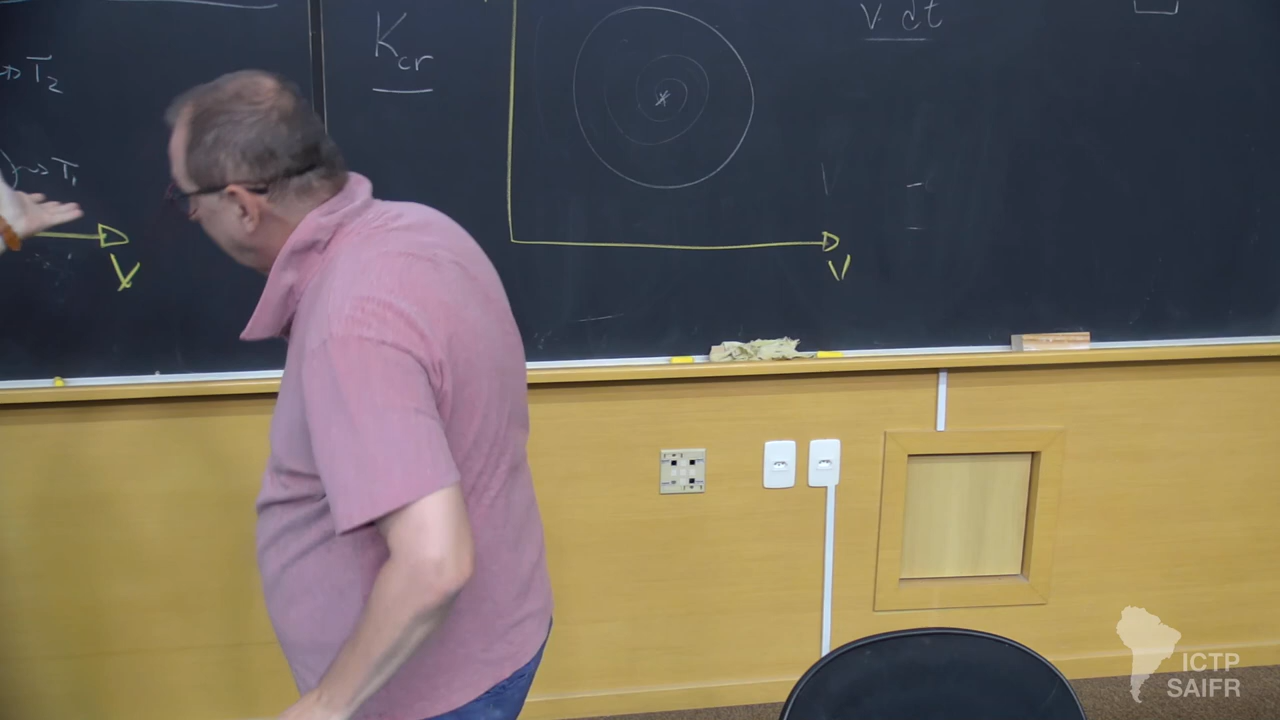 T₂
T₁
V
K_cr
V
V dt
ICTP
SAIFR